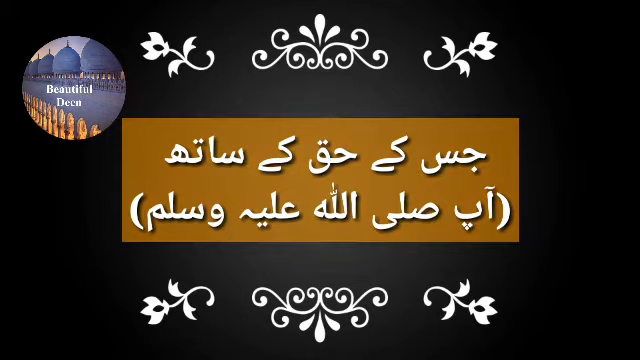 Beautiful
Deen
جس کے حق کے ساتھ
(آپ صلی اللہ علیہ وسلم)